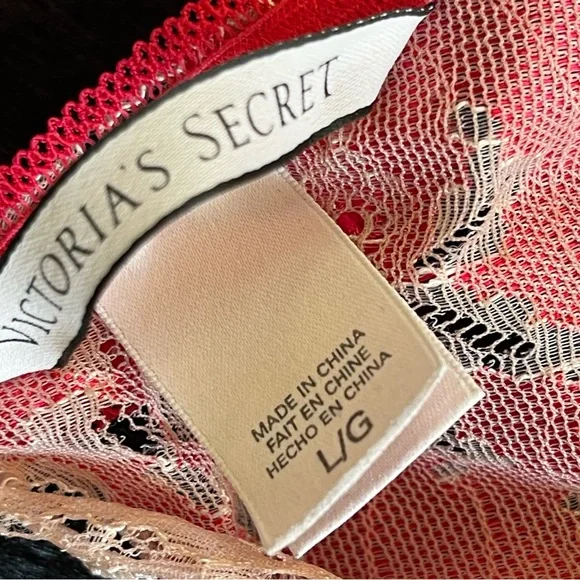 VICTORIA'S SECRET
MADE IN CHINA
FAIT EN CHINE
HECHO EN CHINA
L/G